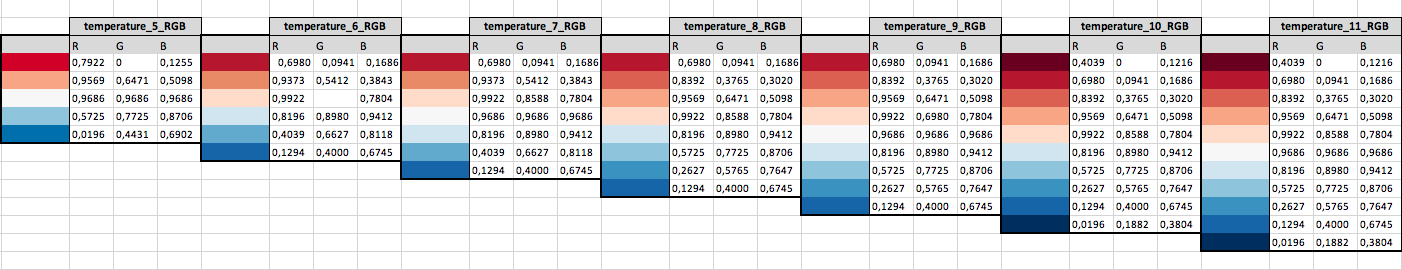 temperature_5_RGB temperature_6_RGB temperature_7_RGB temperature_8_RGB temperature_9_RGB temperature_10_RGB temperature_11_RGB
R G B R G B R G B R G B R G B R G B R G B
0,7922 0 0,1255 0,6980 0,0941 0,1686 0,6980 0,0941 0,1686 0,6980 0,0941 0,1686 0,6980 0,0941 0,1686 0,4039 0 0,1216 0,4039 0 0,1216
0,9569 0,6471 0,5098 0,9373 0,5412 0,3843 0,9373 0,5412 0,3843 0,8392 0,3765 0,3020 0,8392 0,3765 0,3020 0,6980 0,0941 0,1686 0,6980 0,0941 0,1686
0,9686 0,9686 0,9686 0,9922 0,7804 0,9922 0,8588 0,7804 0,9569 0,6471 0,5098 0,9569 0,6471 0,5098 0,8392 0,3765 0,3020 0,8392 0,3765 0,3020
0,5725 0,7725 0,8706 0,8196 0,8980 0,9412 0,9686 0,9686 0,9686 0,9922 0,8588 0,7804 0,9922 0,6980 0,7804 0,9569 0,6471 0,5098 0,9569 0,6471 0,5098
0,0196 0,4431 0,6902 0,4039 0,6627 0,8118 0,8196 0,8980 0,9412 0,8196 0,8980 0,9412 0,9686 0,9686 0,9686 0,9922 0,8588 0,7804 0,9922 0,8588 0,7804
0,1294 0,4000 0,6745 0,4039 0,6627 0,8118 0,5725 0,7725 0,8706 0,8196 0,8980 0,9412 0,8196 0,8980 0,9412 0,9686 0,9686 0,9686
0,1294 0,4000 0,6745 0,2627 0,5765 0,7647 0,5725 0,7725 0,8706 0,5725 0,7725 0,8706 0,8196 0,8980 0,9412
0,1294 0,4000 0,6745 0,2627 0,5765 0,7647 0,2627 0,5765 0,7647 0,5725 0,7725 0,8706
0,1294 0,4000 0,6745 0,1294 0,4000 0,6745 0,2627 0,5765 0,7647
0,0196 0,1882 0,3804 0,1294 0,4000 0,6745
0,0196 0,1882 0,3804